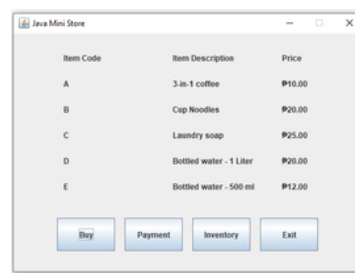 Java Mini Store
Item Code Item Description Price
A 3-in-1 coffee ₱10.00
B Cup Noodles ₱20.00
C Laundry soap ₱25.00
D Bottled water - 1 Liter ₱20.00
E Bottled water - 500 ml ₱12.00
Buy Payment Inventory Exit